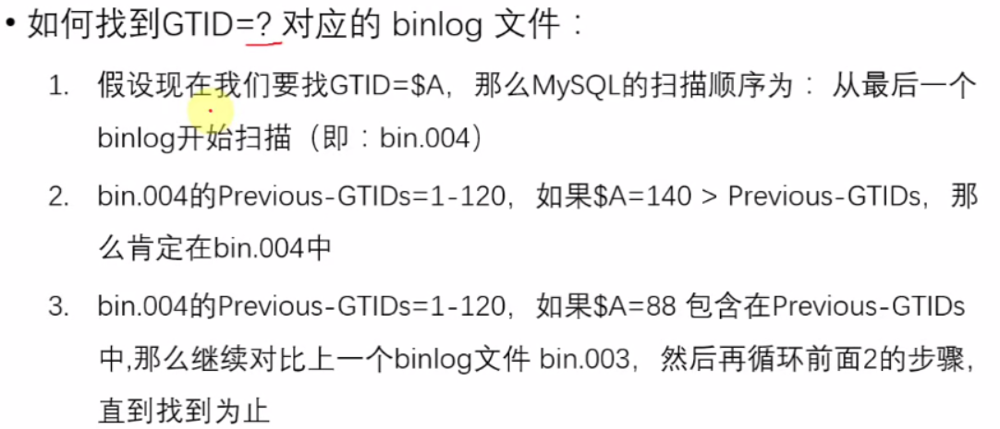 • 如何找到GTID=? 对应的 binlog 文件：
1. 假设现在我们要找GTID=$A，那么MySQL的扫描顺序为： 从最后一个
binlog开始扫描（即：bin.004）
2. bin.004的Previous-GTIDs=1-120，如果$A=140 > Previous-GTIDs，那
么肯定在bin.004中
3. bin.004的Previous-GTIDs=1-120，如果$A=88 包含在Previous-GTIDs
中,那么继续对比上一个binlog文件 bin.003，然后再循环前面2的步骤，
直到找到为止